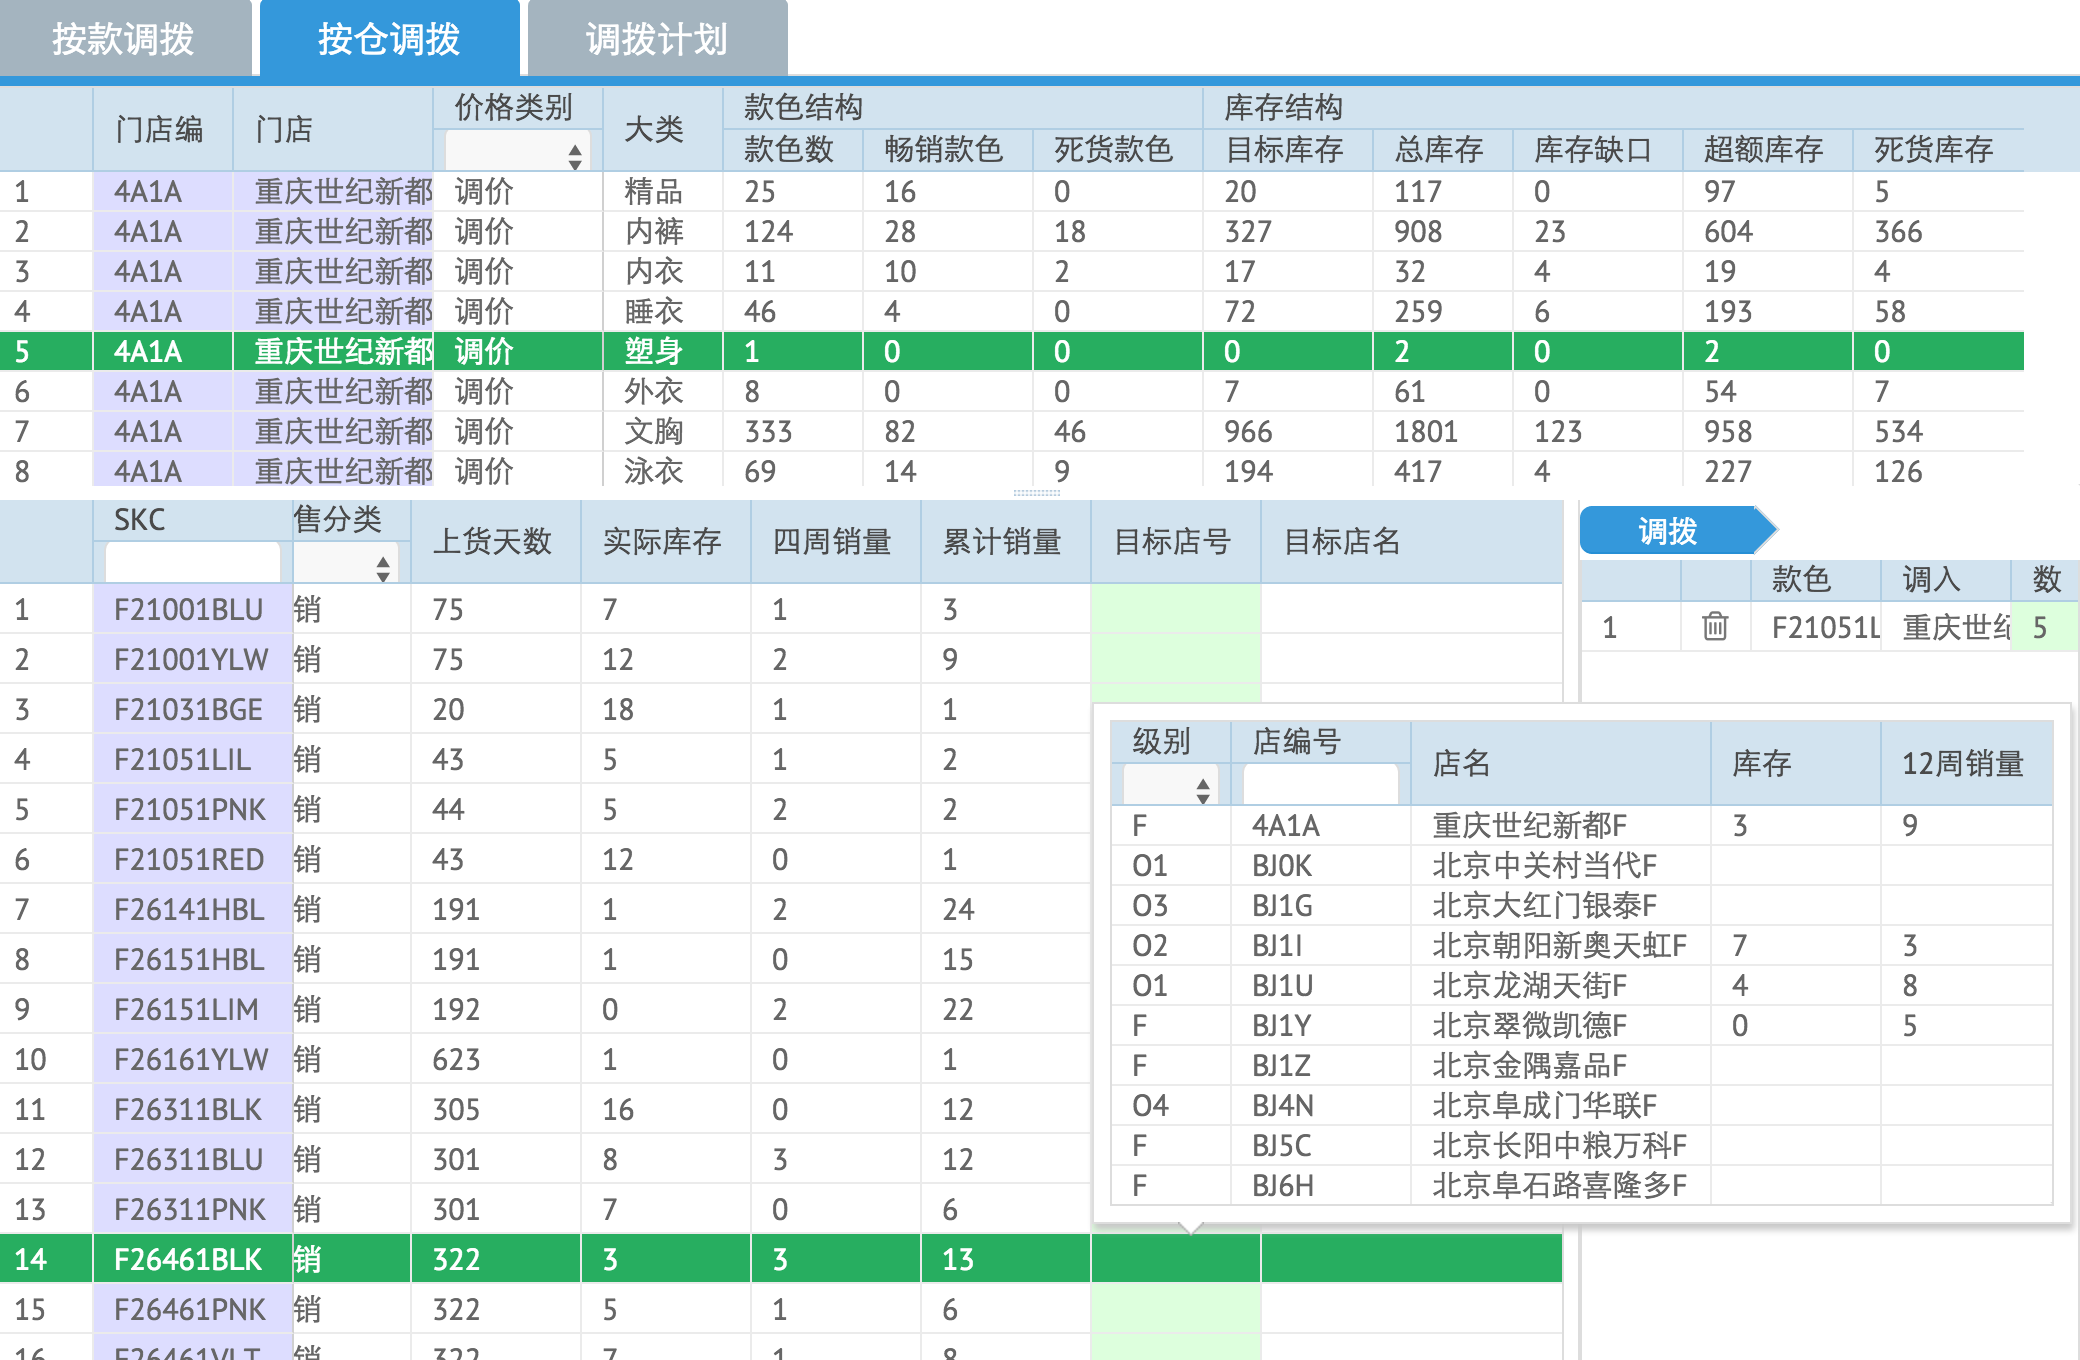 按款调拨 按仓调拨 调拨计划
门店编 门店 价格类别 大类 款色结构 库存结构
款色数 畅销款色 死货款色 目标库存 总库存 库存缺口 超额库存 死货库存
1 4A1A 重庆世纪新都 调价 精品 25 16 0 20 117 0 97 5
2 4A1A 重庆世纪新都 调价 内裤 124 28 18 327 908 23 604 366
3 4A1A 重庆世纪新都 调价 内衣 11 10 2 17 32 4 19 4
4 4A1A 重庆世纪新都 调价 睡衣 46 4 0 72 259 6 193 58
5 4A1A 重庆世纪新都 调价 塑身 1 0 0 0 2 0 2 0
6 4A1A 重庆世纪新都 调价 外衣 8 0 0 7 61 0 54 7
7 4A1A 重庆世纪新都 调价 文胸 333 82 46 966 1801 123 958 534
8 4A1A 重庆世纪新都 调价 泳衣 69 14 9 194 417 4 227 126
SKC 售分类 上货天数 实际库存 四周销量 累计销量 目标店号 目标店名
1 F21001BLU 销 75 7 1 3
2 F21001YLW 销 75 12 2 9
3 F21031BGE 销 20 18 1 1
4 F21051LIL 销 43 5 1 2
5 F21051PNK 销 44 5 2 2
6 F21051RED 销 43 12 0 1
7 F26141HBL 销 191 1 2 24
8 F26151HBL 销 191 1 0 15
9 F26151LIM 销 192 0 2 22
10 F26161YLW 销 623 1 0 1
11 F26311BLK 销 305 16 0 12
12 F26311BLU 销 301 8 3 12
13 F26311PNK 销 301 7 0 6
14 F26461BLK 销 322 3 3 13
15 F26461PNK 销 322 5 1 6
16 F26461VLT 销 322 7 1 8
调拨
款色 调入 数
1 F21051L 重庆世纪 5
级别 店编号 店名 库存 12周销量
F 4A1A 重庆世纪新都F 3 9
O1 BJ0K 北京中关村当代F
O3 BJ1G 北京大红门银泰F
O2 BJ1I 北京朝阳新奥天虹F 7 3
O1 BJ1U 北京龙湖天街F 4 8
F BJ1Y 北京翠微凯德F 0 5
F BJ1Z 北京金隅嘉品F
O4 BJ4N 北京阜成门华联F
F BJ5C 北京长阳中粮万科F
F BJ6H 北京阜石路喜隆多F